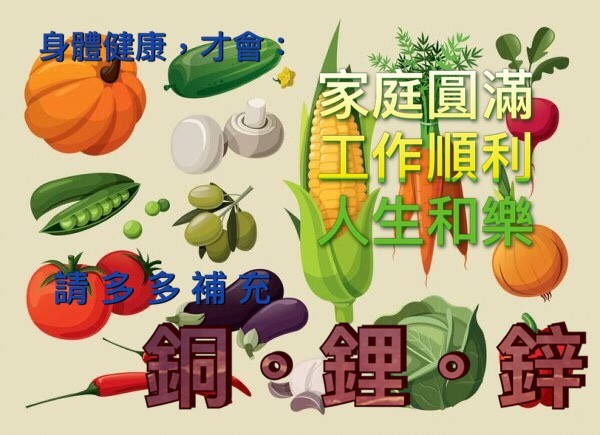 身體健康，才會：
家庭圓滿
工作順利
人生和樂
請多多補充
銅。鋰。鋅